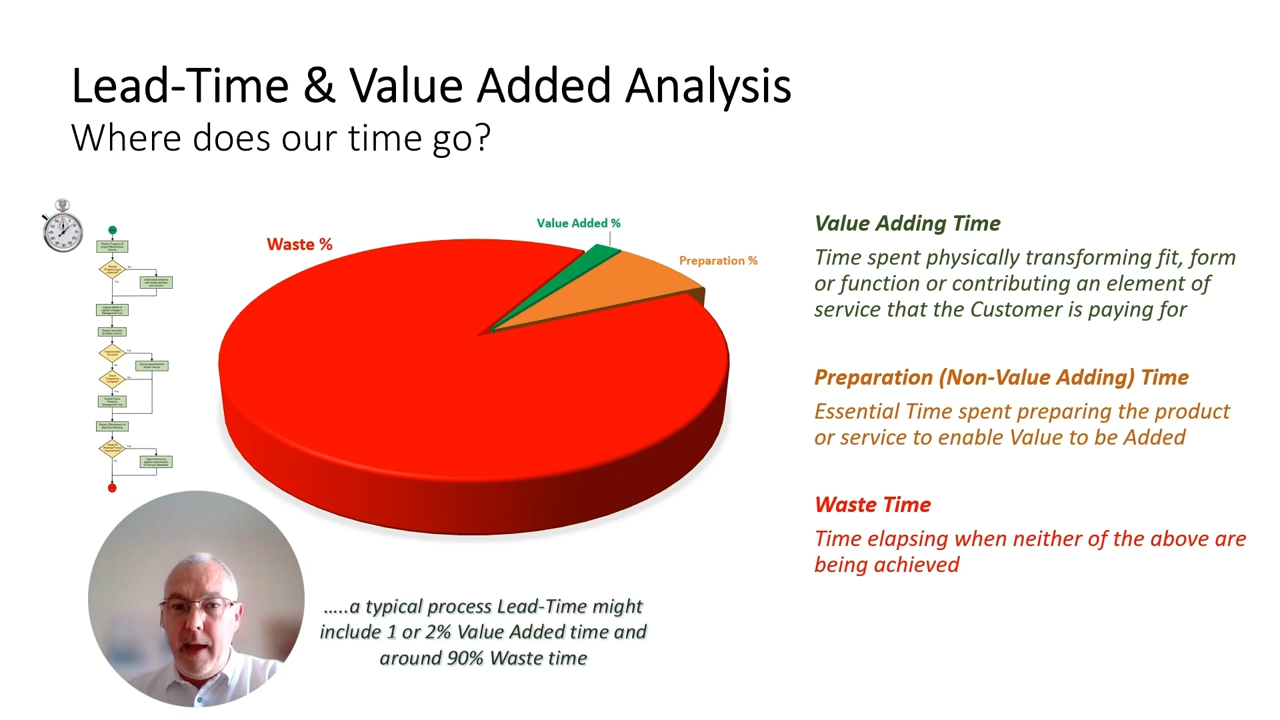 Lead-Time & Value Added Analysis
Where does our time go?
Value Added %
Waste %
Preparation %
Value Adding Time
Time spent physically transforming fit, form
or function or contributing an element of
service that the Customer is paying for
Preparation (Non-Value Adding) Time
Essential Time spent preparing the product
or service to enable Value to be Added
Waste Time
Time elapsing when neither of the above are
being achieved
.....a typical process Lead-Time might
include 1 or 2% Value Added time and
around 90% Waste time